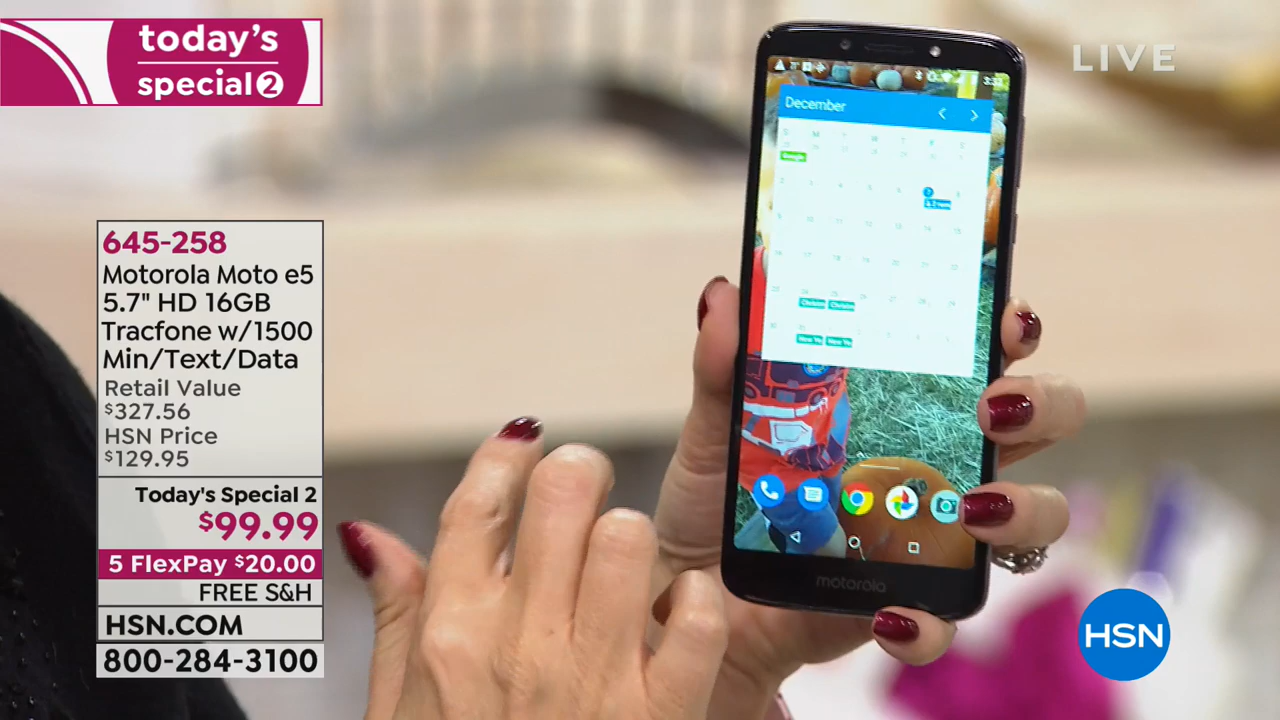 today's
special 2
LIVE
645-258
Motorola Moto e5
5.7" HD 16GB
Tracfone w/1500
Min/Text/Data
Retail Value
$327.56
HSN Price
$129.95
Today's Special 2
$99.99
5 FlexPay $20.00
FREE S&H
HSN.COM
800-284-3100
December
Google
motorola
HSN